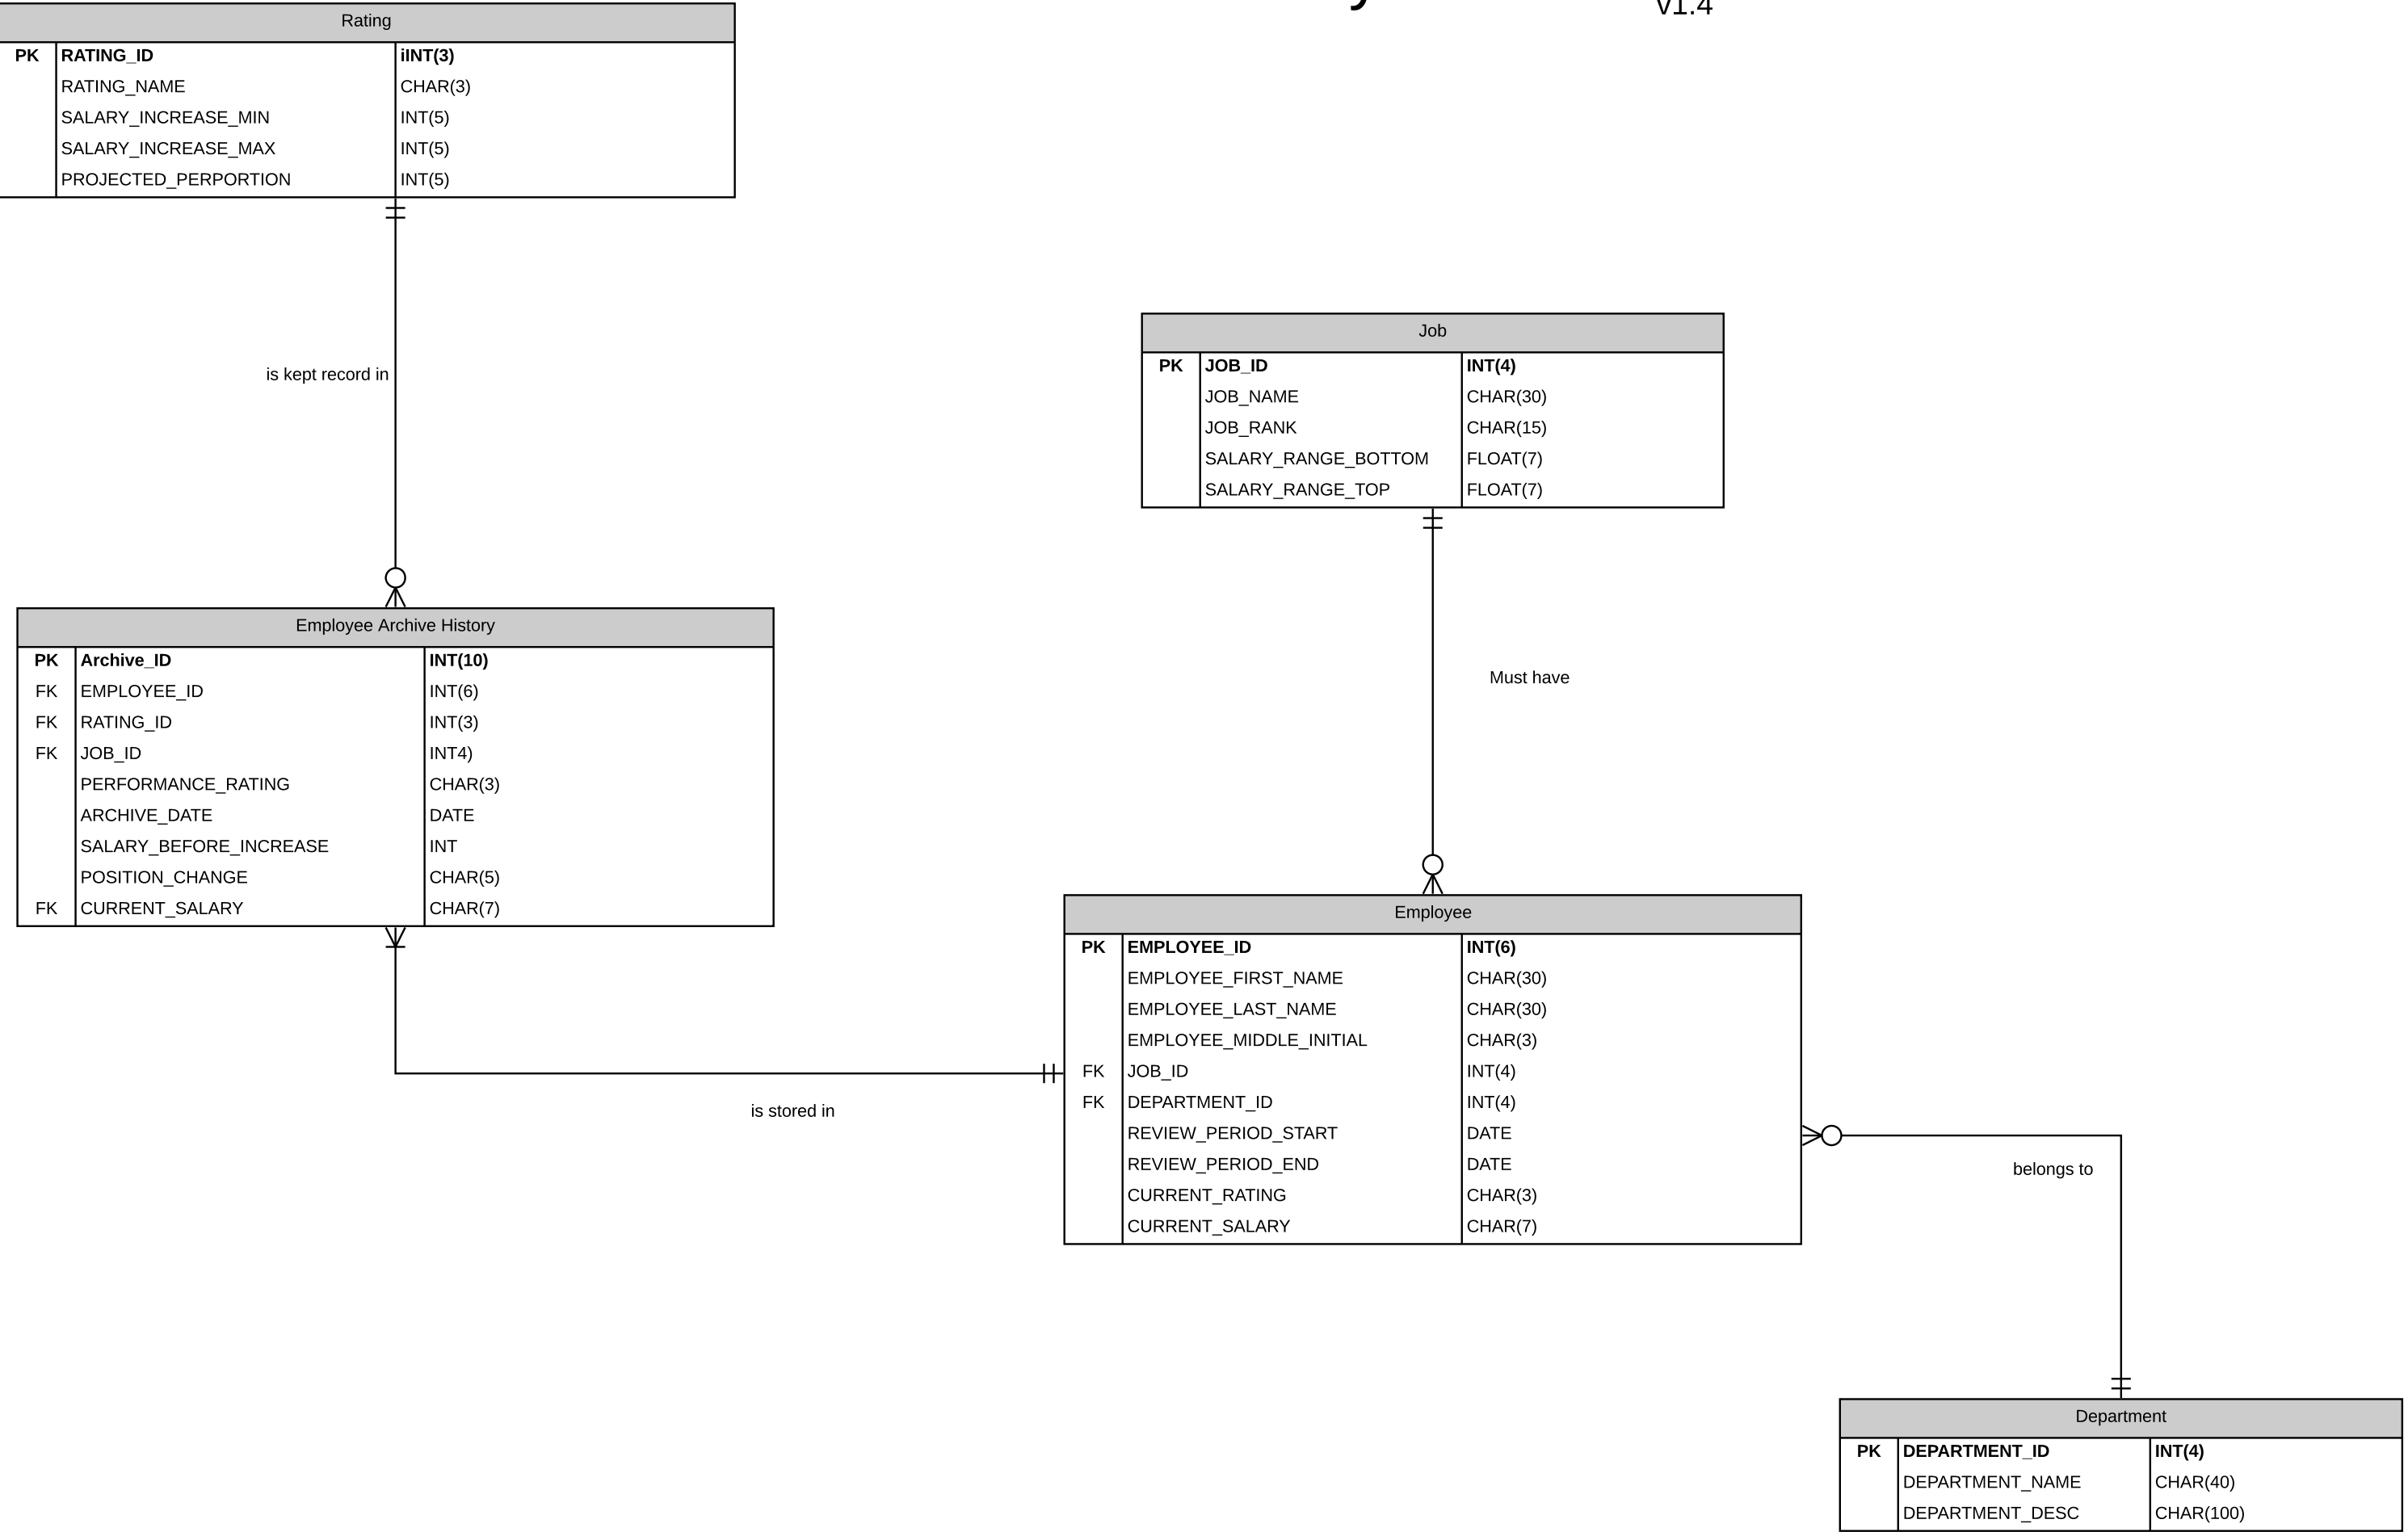 v1.4
Rating
PK RATING_ID iINT(3)
RATING_NAME CHAR(3)
SALARY_INCREASE_MIN INT(5)
SALARY_INCREASE_MAX INT(5)
PROJECTED_PERPORTION INT(5)
is kept record in
Job
PK JOB_ID INT(4)
JOB_NAME CHAR(30)
JOB_RANK CHAR(15)
SALARY_RANGE_BOTTOM FLOAT(7)
SALARY_RANGE_TOP FLOAT(7)
Must have
Employee Archive History
PK Archive_ID INT(10)
FK EMPLOYEE_ID INT(6)
FK RATING_ID INT(3)
FK JOB_ID INT4)
PERFORMANCE_RATING CHAR(3)
ARCHIVE_DATE DATE
SALARY_BEFORE_INCREASE INT
POSITION_CHANGE CHAR(5)
FK CURRENT_SALARY CHAR(7)
is stored in
Employee
PK EMPLOYEE_ID INT(6)
EMPLOYEE_FIRST_NAME CHAR(30)
EMPLOYEE_LAST_NAME CHAR(30)
EMPLOYEE_MIDDLE_INITIAL CHAR(3)
FK JOB_ID INT(4)
FK DEPARTMENT_ID INT(4)
REVIEW_PERIOD_START DATE
REVIEW_PERIOD_END DATE
CURRENT_RATING CHAR(3)
CURRENT_SALARY CHAR(7)
belongs to
Department
PK DEPARTMENT_ID INT(4)
DEPARTMENT_NAME CHAR(40)
DEPARTMENT_DESC CHAR(100)